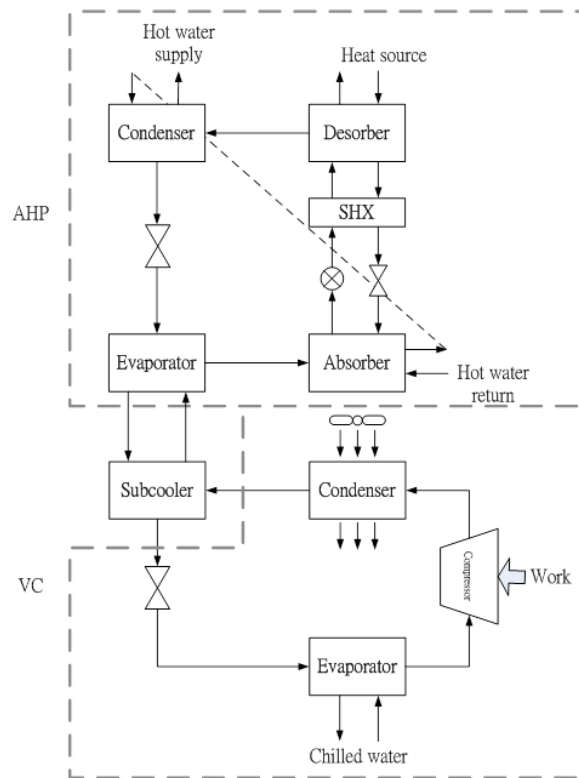 Hot water
supply
Heat source
Condenser
Desorber
SHX
AHP
Evaporator
Absorber
Hot water
return
Subcooler
Condenser
Compressor
Work
VC
Evaporator
Chilled water